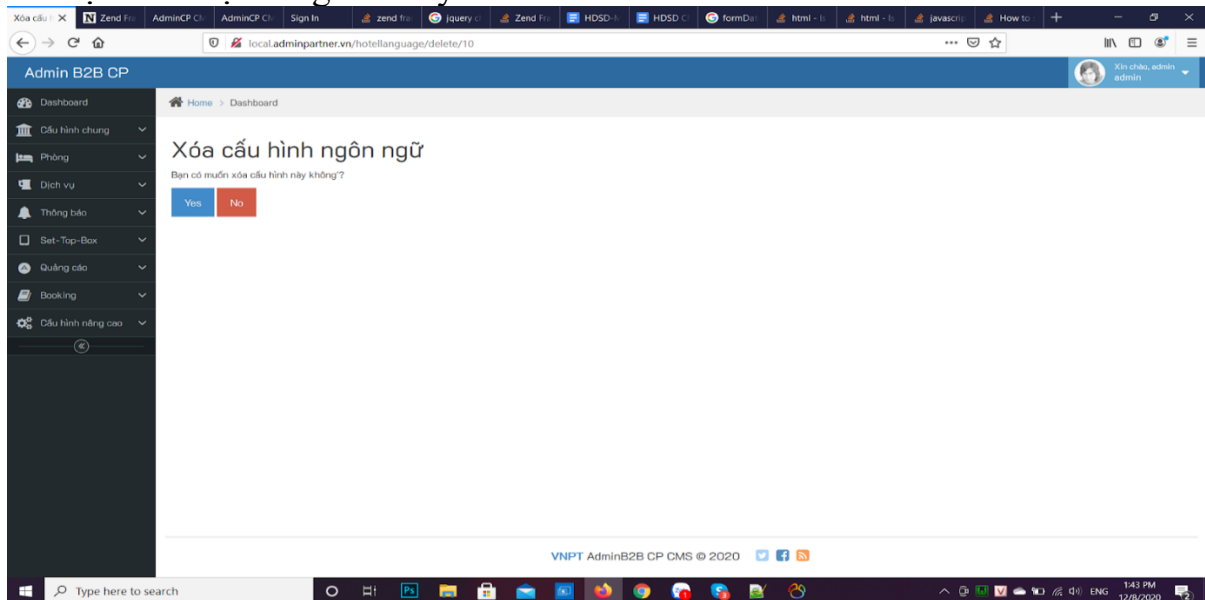 Xóa cấu h Zend Fra AdminCP CM AdminCP CM Sign In zend fra jquery c Zend Fra HDSD-M HDSD C formDat html - Is html - Is javascrip How to
local.adminpartner.vn/hotellanguage/delete/10
Admin B2B CP
Xin chào, admin
admin
Dashboard
Home > Dashboard
Cấu hình chung
Phòng
Dịch vụ
Thông báo
Set-Top-Box
Quảng cáo
Booking
Cấu hình nâng cao
Xóa cấu hình ngôn ngữ
Bạn có muốn xóa cấu hình này không'?
Yes No
VNPT AdminB2B CP CMS © 2020
Type here to search
ENG
1:43 PM
12/8/2020